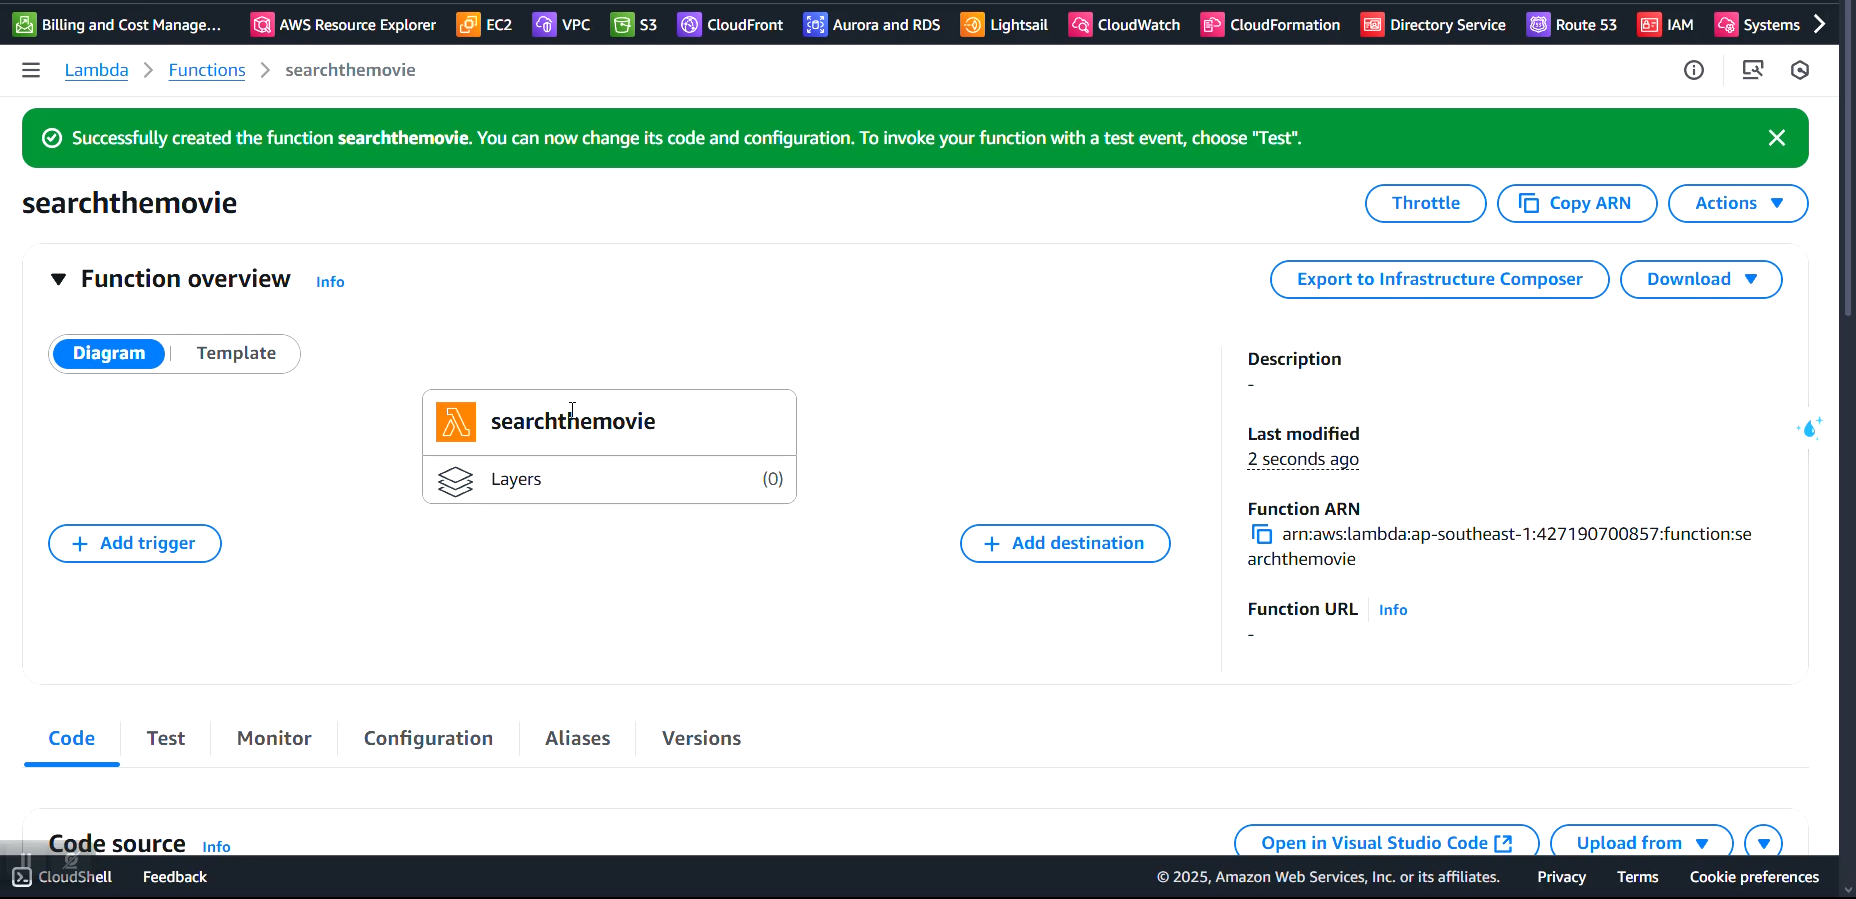 Billing and Cost Manage... AWS Resource Explorer EC2 VPC S3 CloudFront Aurora and RDS Lightsail CloudWatch CloudFormation Directory Service Route 53 IAM Systems
Lambda Functions searchthemovie
Successfully created the function searchthemovie. You can now change its code and configuration. To invoke your function with a test event, choose "Test".
searchthemovie
Throttle Copy ARN Actions
Function overview Info
Export to Infrastructure Composer Download
Diagram Template
searchthemovie
Layers (0)
+ Add trigger
+ Add destination
Description
-
Last modified
2 seconds ago
Function ARN
arn:aws:lambda:ap-southeast-1:427190700857:function:se
archthemovie
Function URL Info
-
Code Test Monitor Configuration Aliases Versions
Code source Info
Open in Visual Studio Code Upload from
CloudShell Feedback
© 2025, Amazon Web Services, Inc. or its affiliates. Privacy Terms Cookie preferences